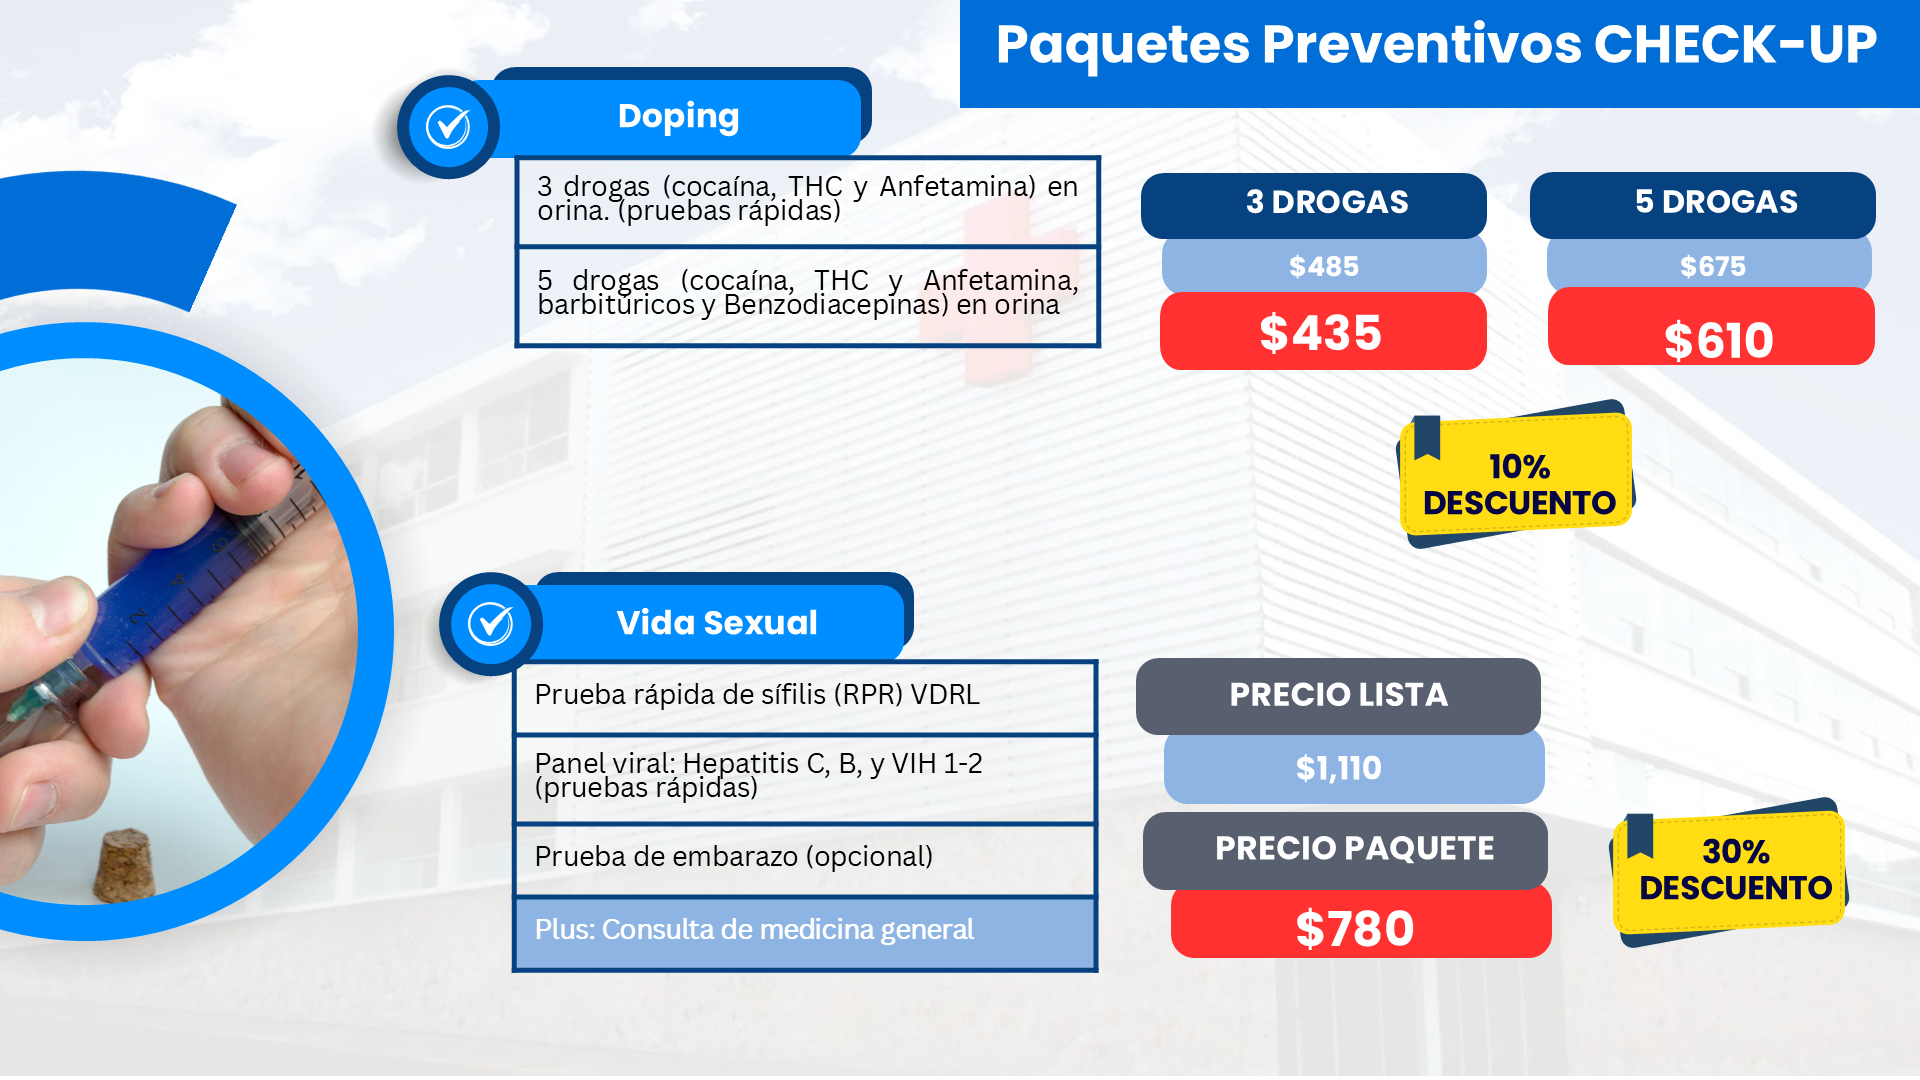 Paquetes Preventivos CHECK-UP
Doping
3 drogas (cocaína, THC y Anfetamina) en
orina. (pruebas rápidas)
5 drogas (cocaína, THC y Anfetamina,
barbitúricos y Benzodiacepinas) en orina
3 DROGAS
$485
$435
5 DROGAS
$675
$610
10%
DESCUENTO
Vida Sexual
Prueba rápida de sífilis (RPR) VDRL
Panel viral: Hepatitis C, B, y VIH 1-2
(pruebas rápidas)
Prueba de embarazo (opcional)
Plus: Consulta de medicina general
PRECIO LISTA
$1,110
PRECIO PAQUETE
$780
30%
DESCUENTO